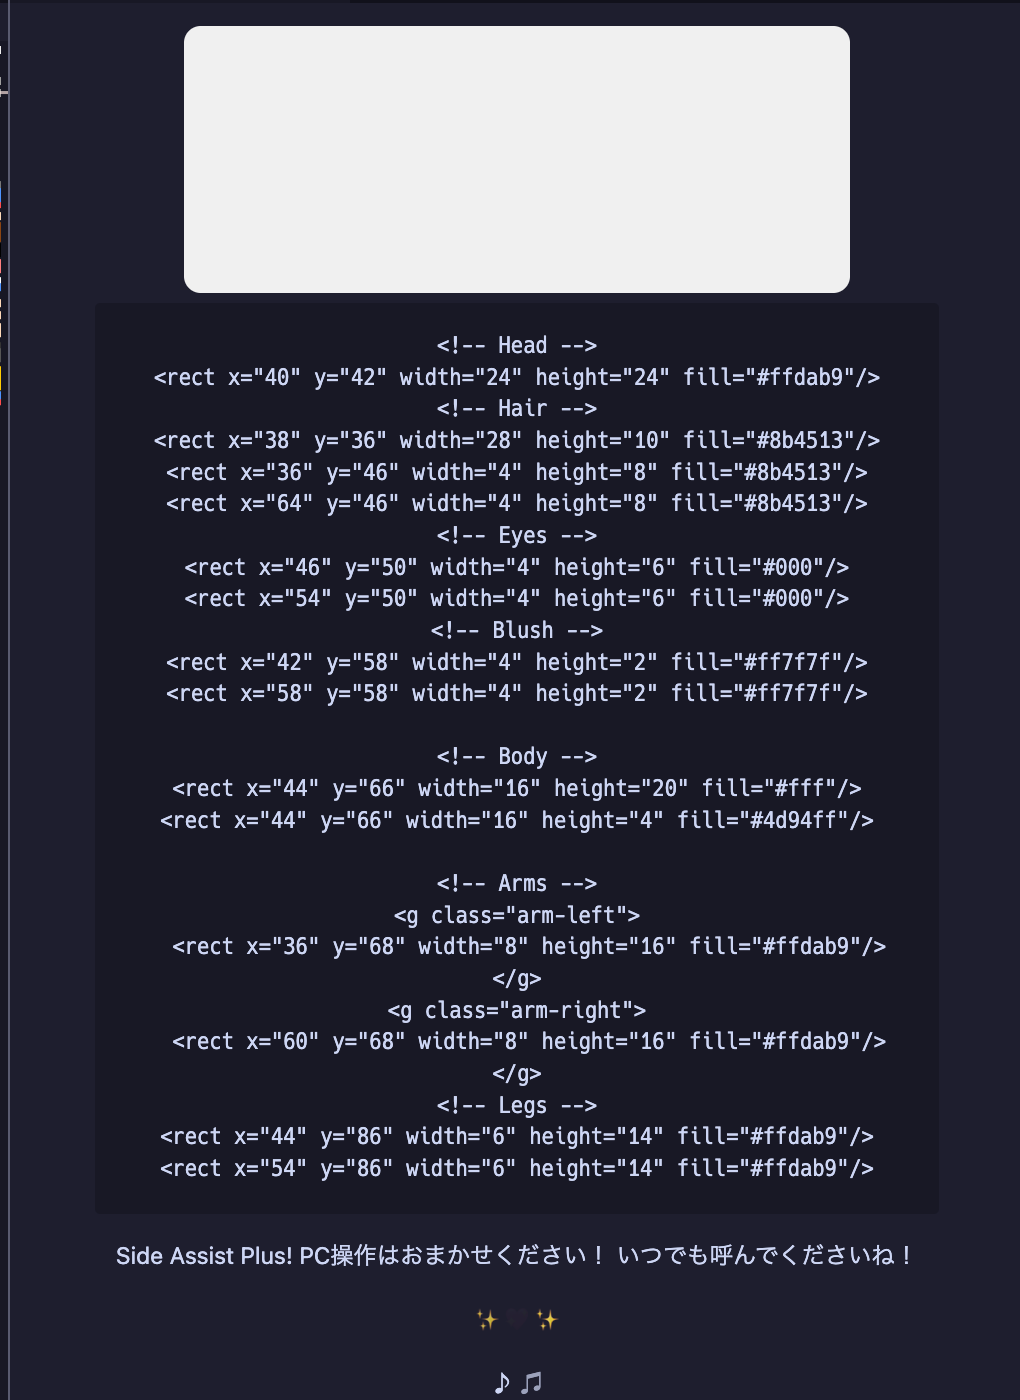 <!-- Head -->
<rect x="40" y="42" width="24" height="24" fill="#ffdab9"/>
<!-- Hair -->
<rect x="38" y="36" width="28" height="10" fill="#8b4513"/>
<rect x="36" y="46" width="4" height="8" fill="#8b4513"/>
<rect x="64" y="46" width="4" height="8" fill="#8b4513"/>
<!-- Eyes -->
<rect x="46" y="50" width="4" height="6" fill="#000"/>
<rect x="54" y="50" width="4" height="6" fill="#000"/>
<!-- Blush -->
<rect x="42" y="58" width="4" height="2" fill="#ff7f7f"/>
<rect x="58" y="58" width="4" height="2" fill="#ff7f7f"/>
<!-- Body -->
<rect x="44" y="66" width="16" height="20" fill="#fff"/>
<rect x="44" y="66" width="16" height="4" fill="#4d94ff"/>
<!-- Arms -->
<g class="arm-left">
<rect x="36" y="68" width="8" height="16" fill="#ffdab9"/>
</g>
<g class="arm-right">
<rect x="60" y="68" width="8" height="16" fill="#ffdab9"/>
</g>
<!-- Legs -->
<rect x="44" y="86" width="6" height="14" fill="#ffdab9"/>
<rect x="54" y="86" width="6" height="14" fill="#ffdab9"/>
Side Assist Plus! PC操作はおまかせください！ いつでも呼んでくださいね！
✨🖤✨
♪ 🎵